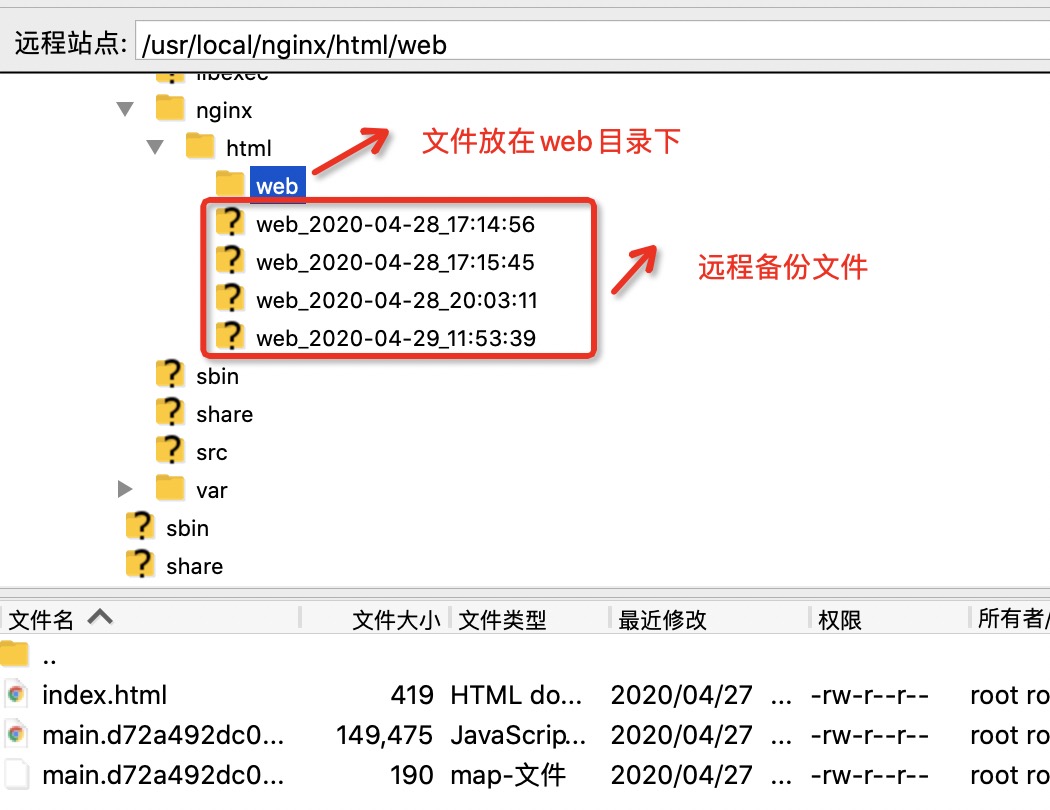 远程站点: /usr/local/nginx/html/web
libexec
nginx
html
文件放在web目录下
web
web_2020-04-28_17:14:56
web_2020-04-28_17:15:45
远程备份文件
web_2020-04-28_20:03:11
web_2020-04-29_11:53:39
sbin
share
src
var
sbin
share
文件名 文件大小 文件类型 最近修改 权限 所有者/
..
index.html 419 HTML do... 2020/04/27 ... -rw-r--r-- root ro
main.d72a492dc0... 149,475 JavaScrip... 2020/04/27 ... -rw-r--r-- root ro
main.d72a492dc0... 190 map-文件 2020/04/27 ... -rw-r--r-- root ro